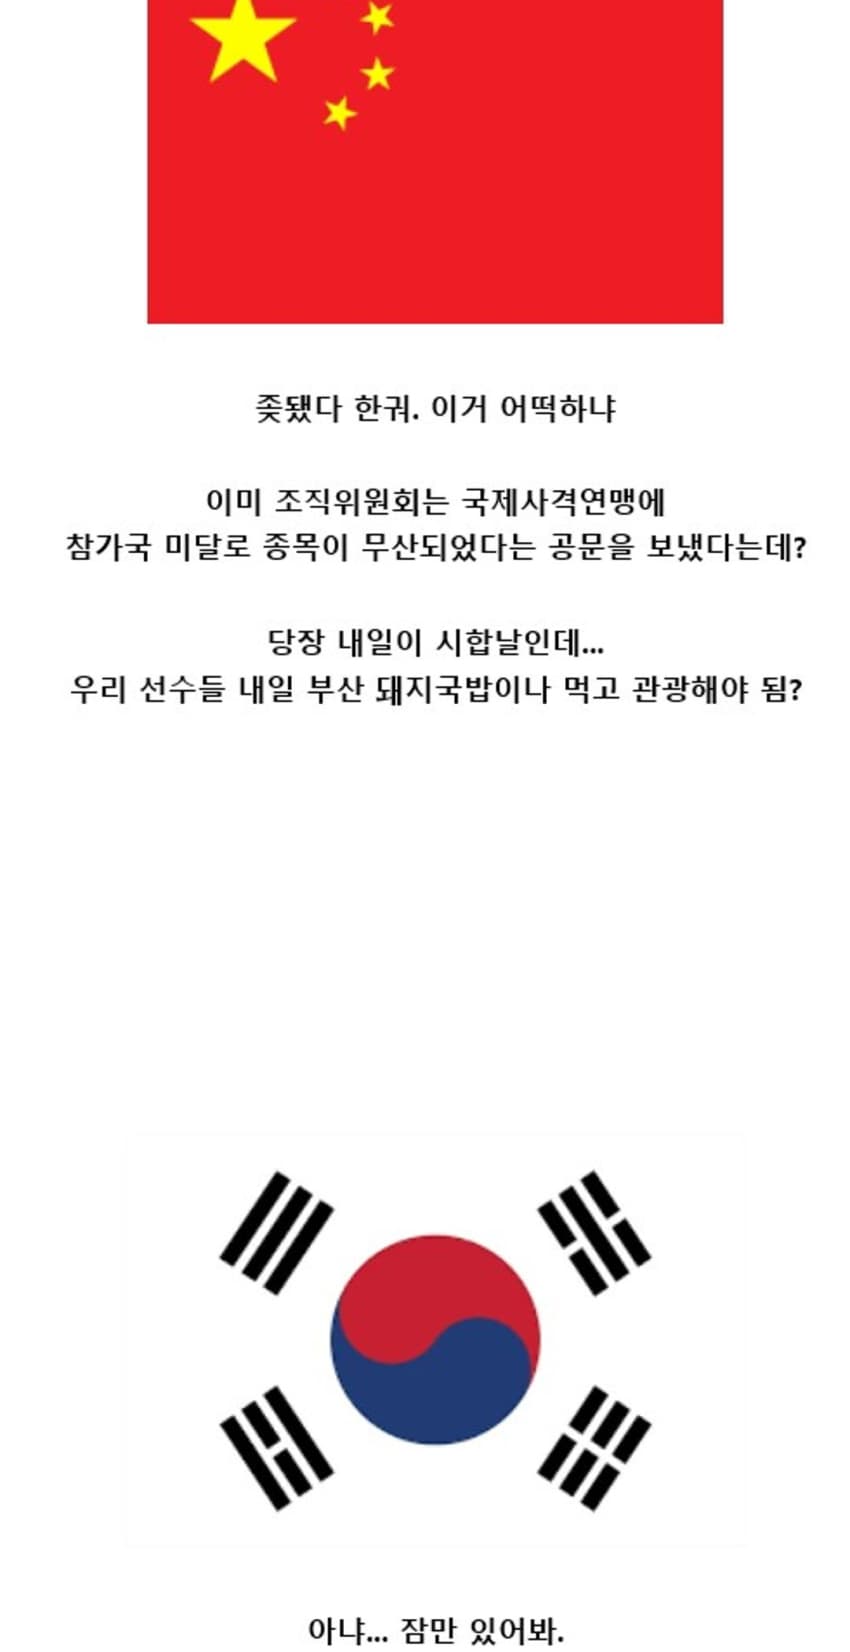 좆됐다 한궈. 이거 어떡하냐
이미 조직위원회는 국제사격연맹에
참가국 미달로 종목이 무산되었다는 공문을 보냈다는데?
당장 내일이 시합날인데...
우리 선수들 내일 부산 돼지국밥이나 먹고 관광해야 됨?
아냐... 잠만 있어봐.